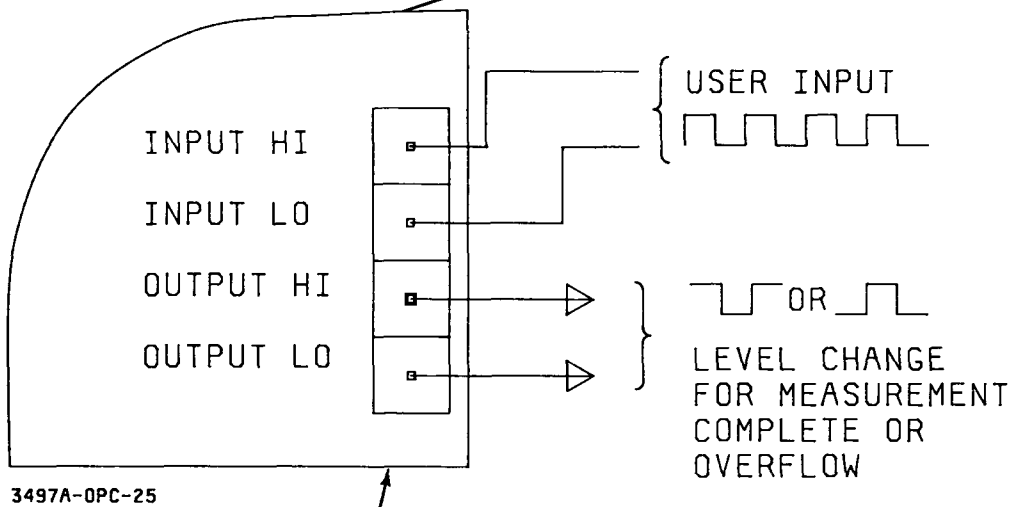 USER INPUT
INPUT HI
INPUT LO
OUTPUT HI
OR
OUTPUT LO
LEVEL CHANGE
FOR MEASUREMENT
COMPLETE OR
OVERFLOW
3497A-OPC-25